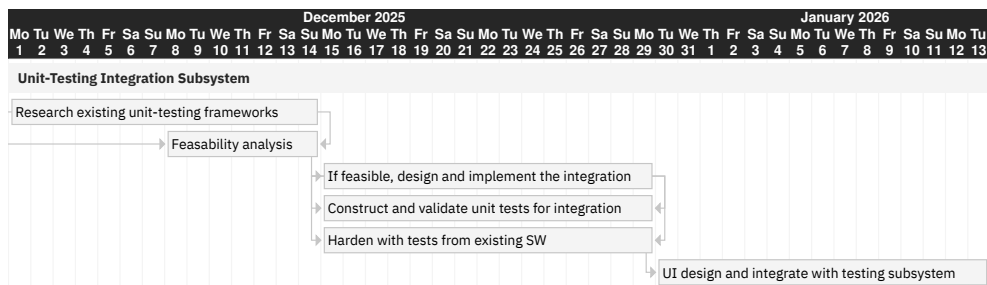 December 2025 January 2026
Mo Tu We Th Fr Sa Su Mo Tu We Th Fr Sa Su Mo Tu We Th Fr Sa Su Mo Tu We Th Fr Sa Su Mo Tu We Th Fr Sa Su Mo Tu We Th Fr Sa Su Mo Tu
1 2 3 4 5 6 7 8 9 10 11 12 13 14 15 16 17 18 19 20 21 22 23 24 25 26 27 28 29 30 31 1 2 3 4 5 6 7 8 9 10 11 12 13
Unit-Testing Integration Subsystem
Research existing unit-testing frameworks
Feasability analysis
If feasible, design and implement the integration
Construct and validate unit tests for integration
Harden with tests from existing SW
UI design and integrate with testing subsystem